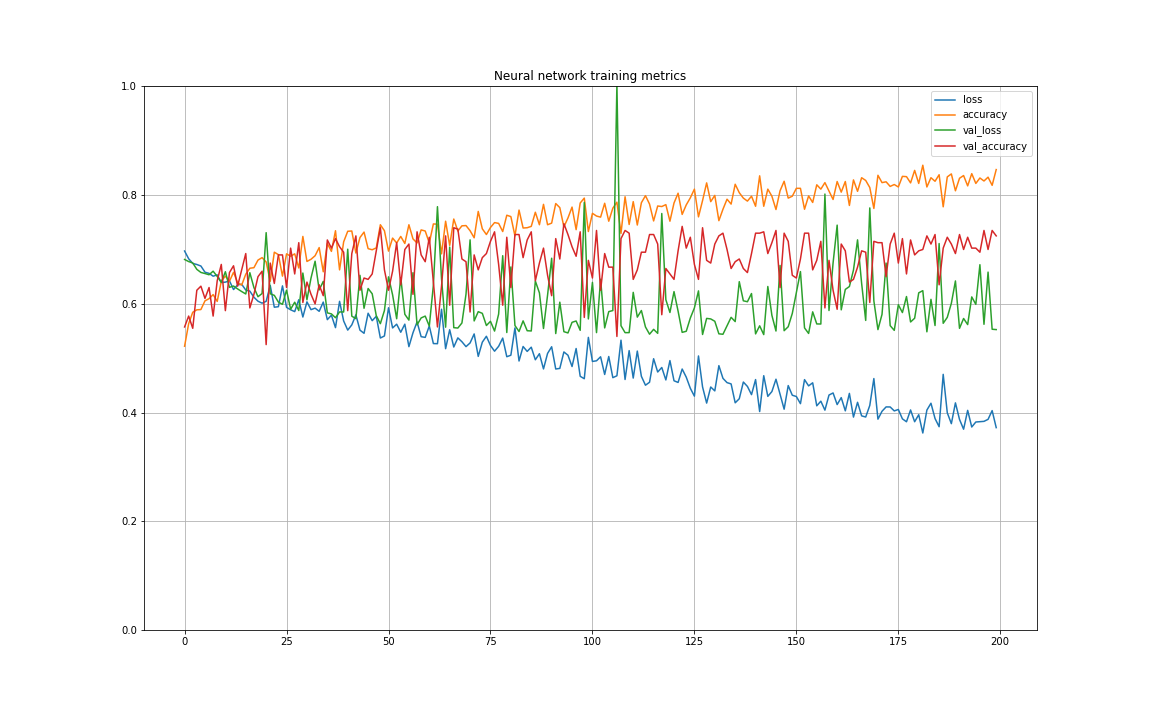 Neural network training metrics
1.0
0.8
0.6
0.4
0.2
0.0
loss
accuracy
val_loss
val_accuracy
0 25 50 75 100 125 150 175 200